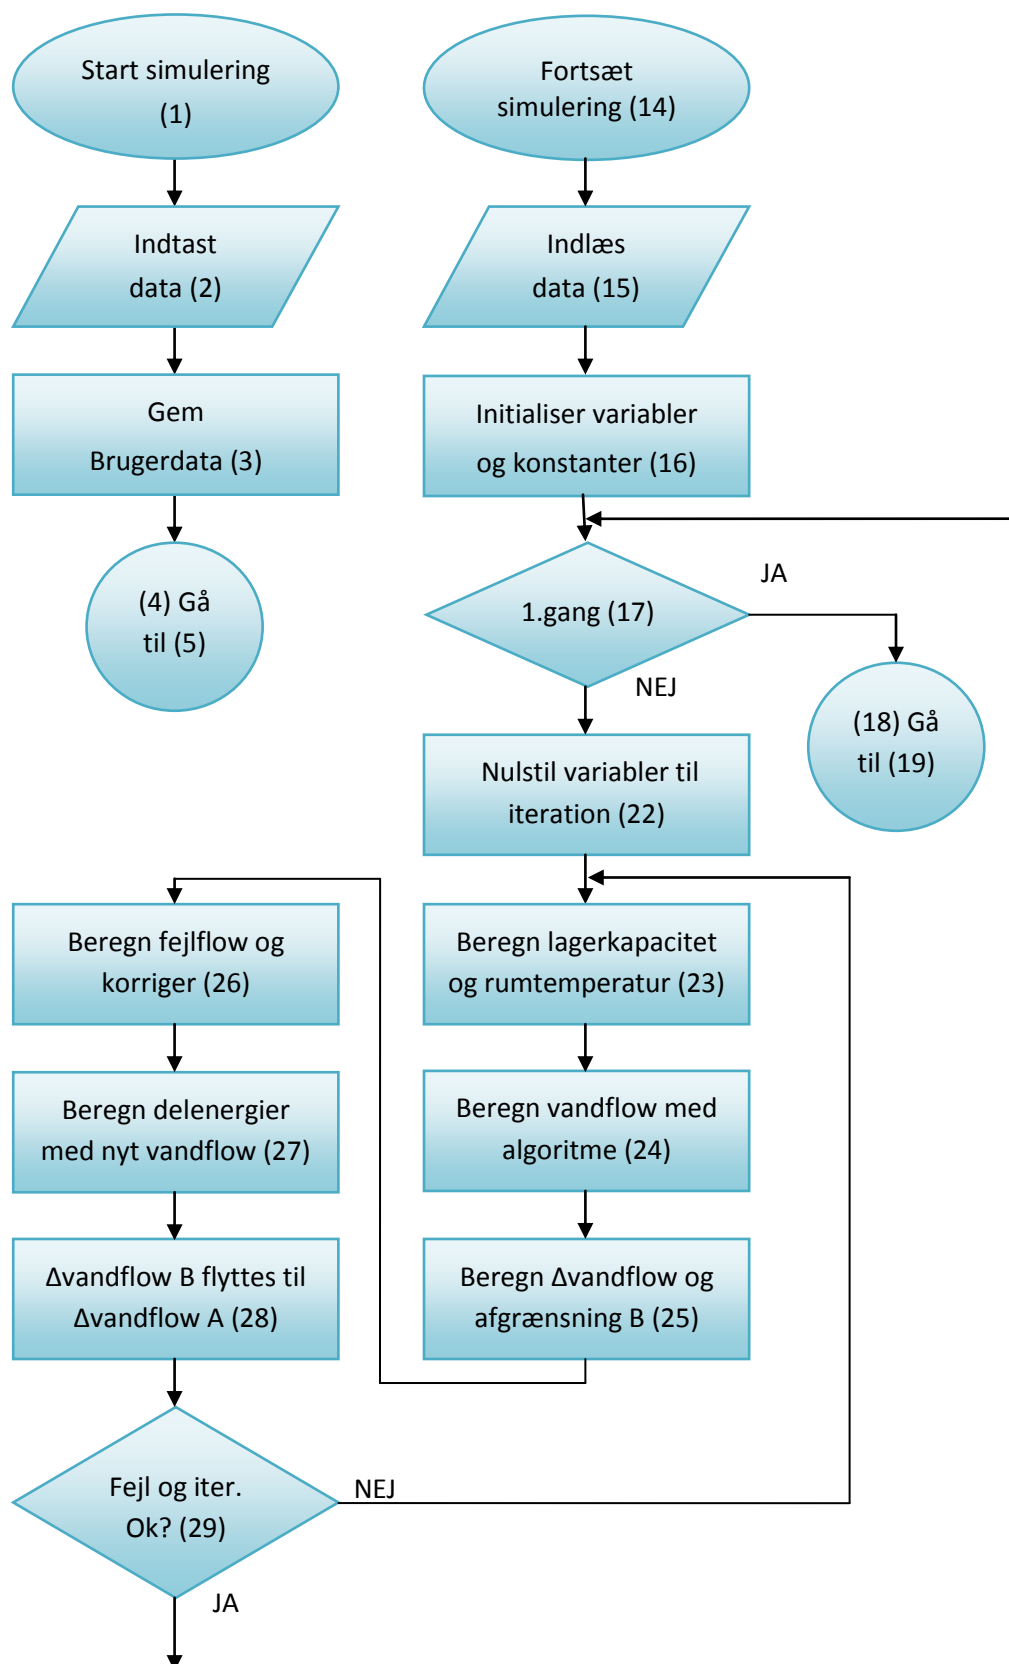 Start simulering
(1)
Indtast
data (2)
Gem
Brugerdata (3)
(4) Gå
til (5)
Fortsæt
simulering (14)
Indlæs
data (15)
Initialiser variabler
og konstanter (16)
1.gang (17)
JA
NEJ
(18) Gå
til (19)
Nulstil variabler til
iteration (22)
Beregn lagerkapacitet
og rumtemperatur (23)
Beregn vandflow med
algoritme (24)
Beregn Δvandflow og
afgrænsning B (25)
Beregn fejlflow og
korriger (26)
Beregn delenergier
med nyt vandflow (27)
Δvandflow B flyttes til
Δvandflow A (28)
Fejl og iter.
Ok? (29)
NEJ
JA